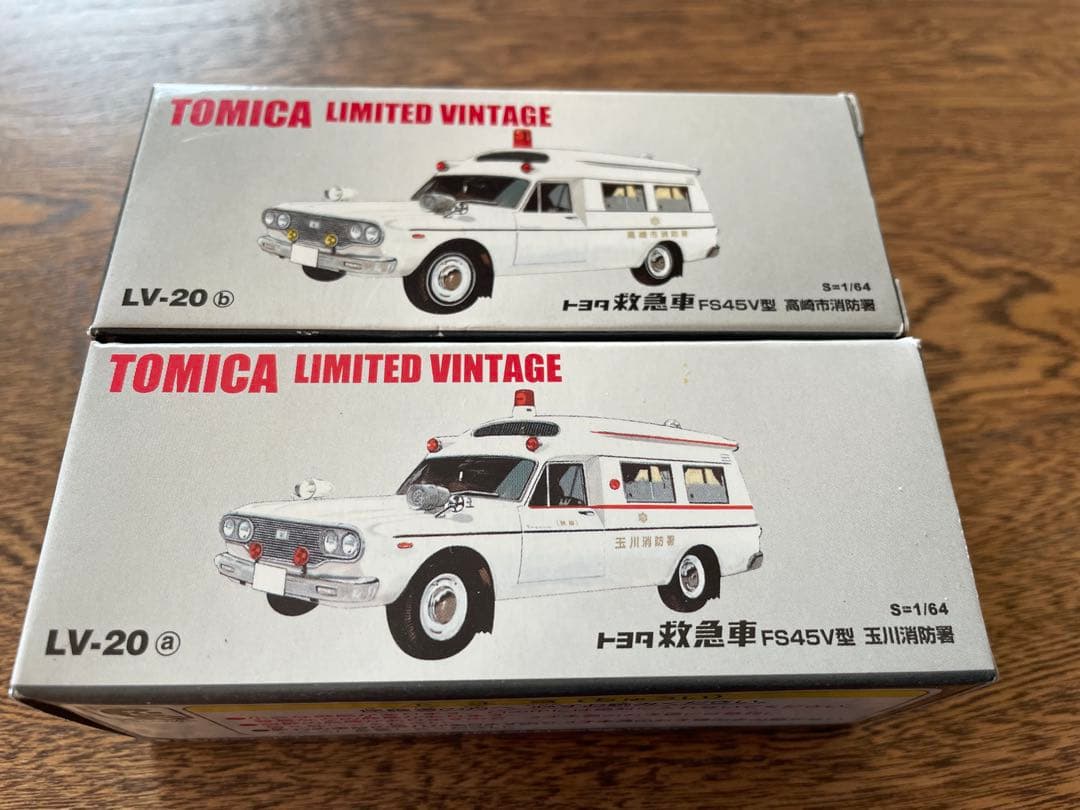 TOMICA LIMITED VINTAGE
高崎市消防署
S=1/64
LV-20 ⓑ
トヨタ 救急車 FS45V型 高崎市消防署
TOMICA LIMITED VINTAGE
玉川消防署
S=1/64
LV-20 ⓐ
トヨタ 救急車 FS45V型 玉川消防署